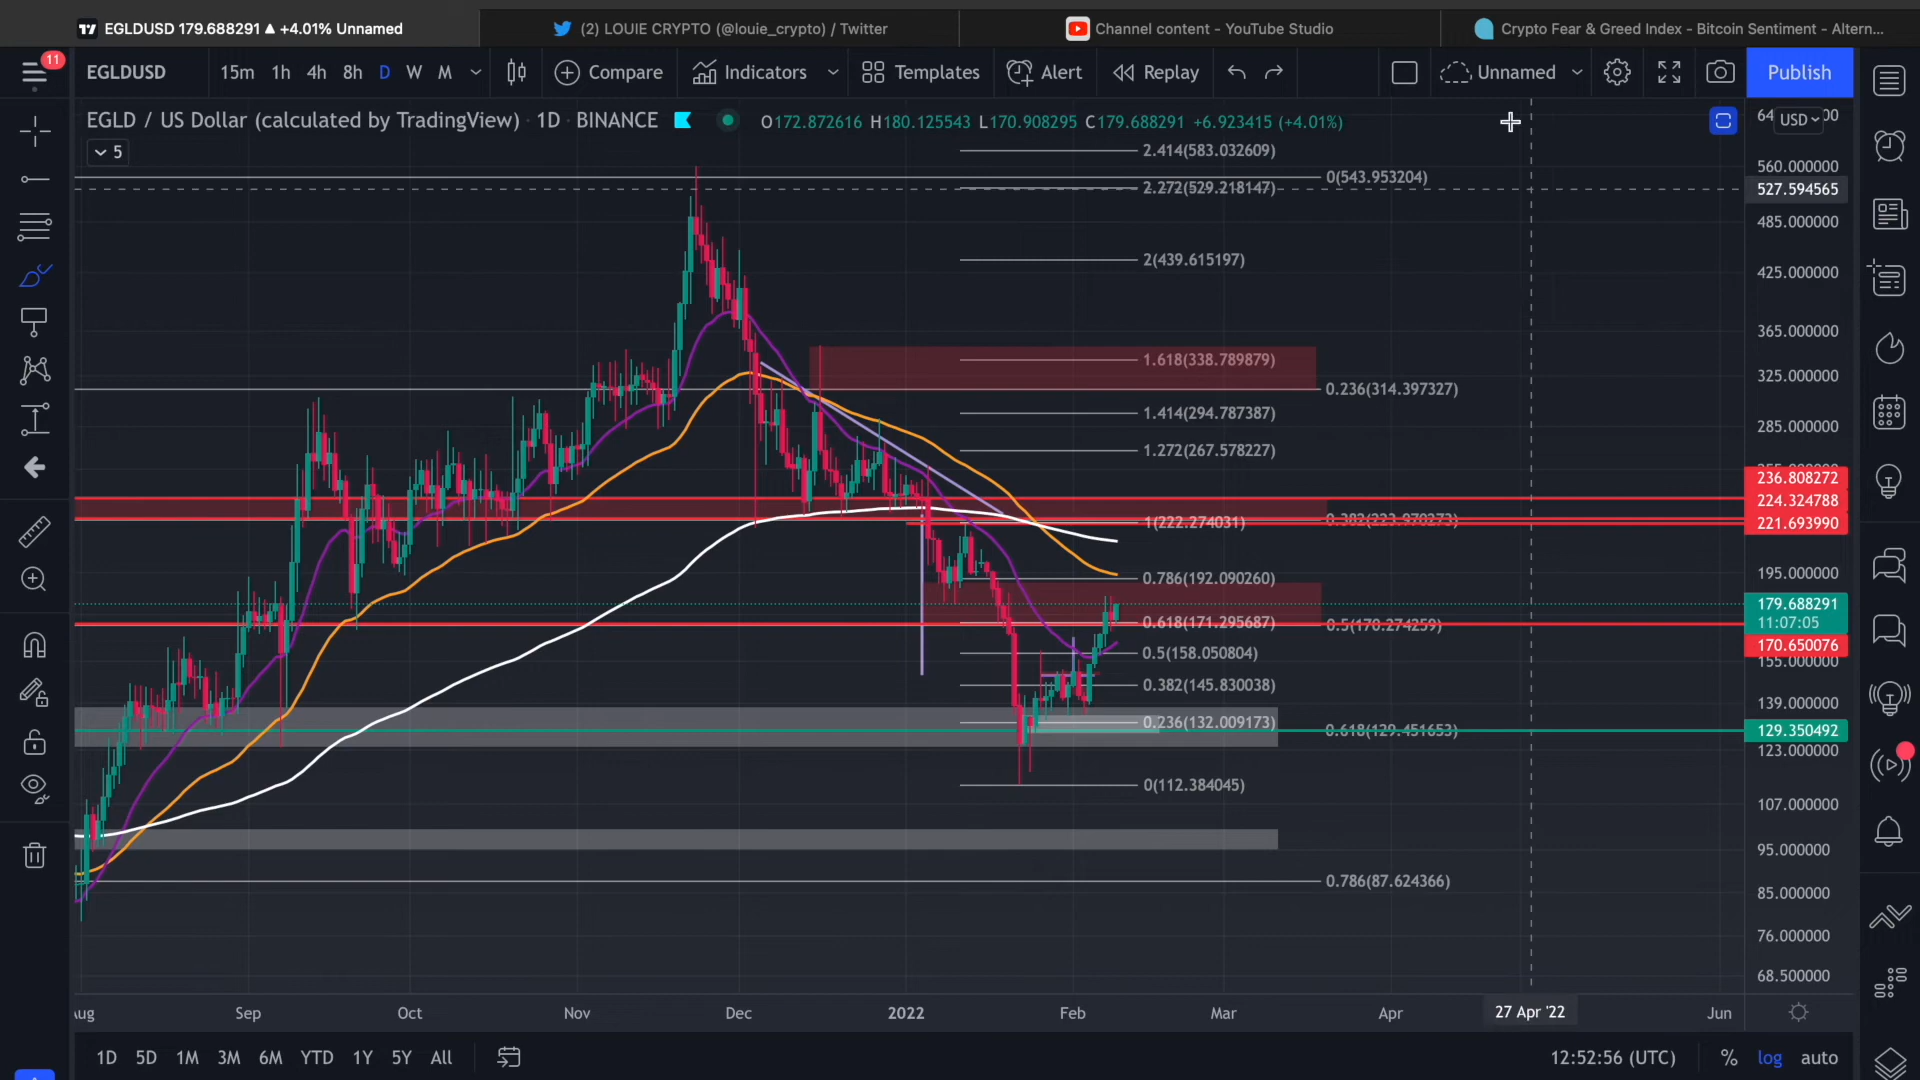 EGLDUSD 179.688291 ▲ +4.01% Unnamed
(2) LOUIE CRYPTO (@louie_crypto) / Twitter
Channel content - YouTube Studio
Crypto Fear & Greed Index - Bitcoin Sentiment - Altern...
11
EGLDUSD
15m 1h 4h 8h D W M
Compare
Indicators
Templates
Alert
Replay
Unnamed
Publish
EGLD / US Dollar (calculated by TradingView) · 1D · BINANCE
O172.872616 H180.125543 L170.908295 C179.688291 +6.923415 (+4.01%)
USD
5
2.414(583.032609)
0(543.953204)
2.272(529.218147)
2(439.615197)
1.618(338.789879)
0.236(314.397327)
1.414(294.787387)
1.272(267.578227)
0.382(223.970273)
1(222.274031)
0.786(192.090260)
0.618(171.295687)
0.5(170.274259)
0.5(158.050804)
0.382(145.830038)
0.236(132.009173)
0.618(129.451653)
0(112.384045)
0.786(87.624366)
560.000000
527.594565
485.000000
425.000000
365.000000
325.000000
285.000000
236.808272
224.324788
221.693990
195.000000
179.688291
11:07:05
170.650076
155.000000
139.000000
129.350492
123.000000
107.000000
95.000000
85.000000
76.000000
68.500000
Aug Sep Oct Nov Dec 2022 Feb Mar Apr 27 Apr '22 Jun
1D 5D 1M 3M 6M YTD 1Y 5Y All
12:52:56 (UTC) % log auto